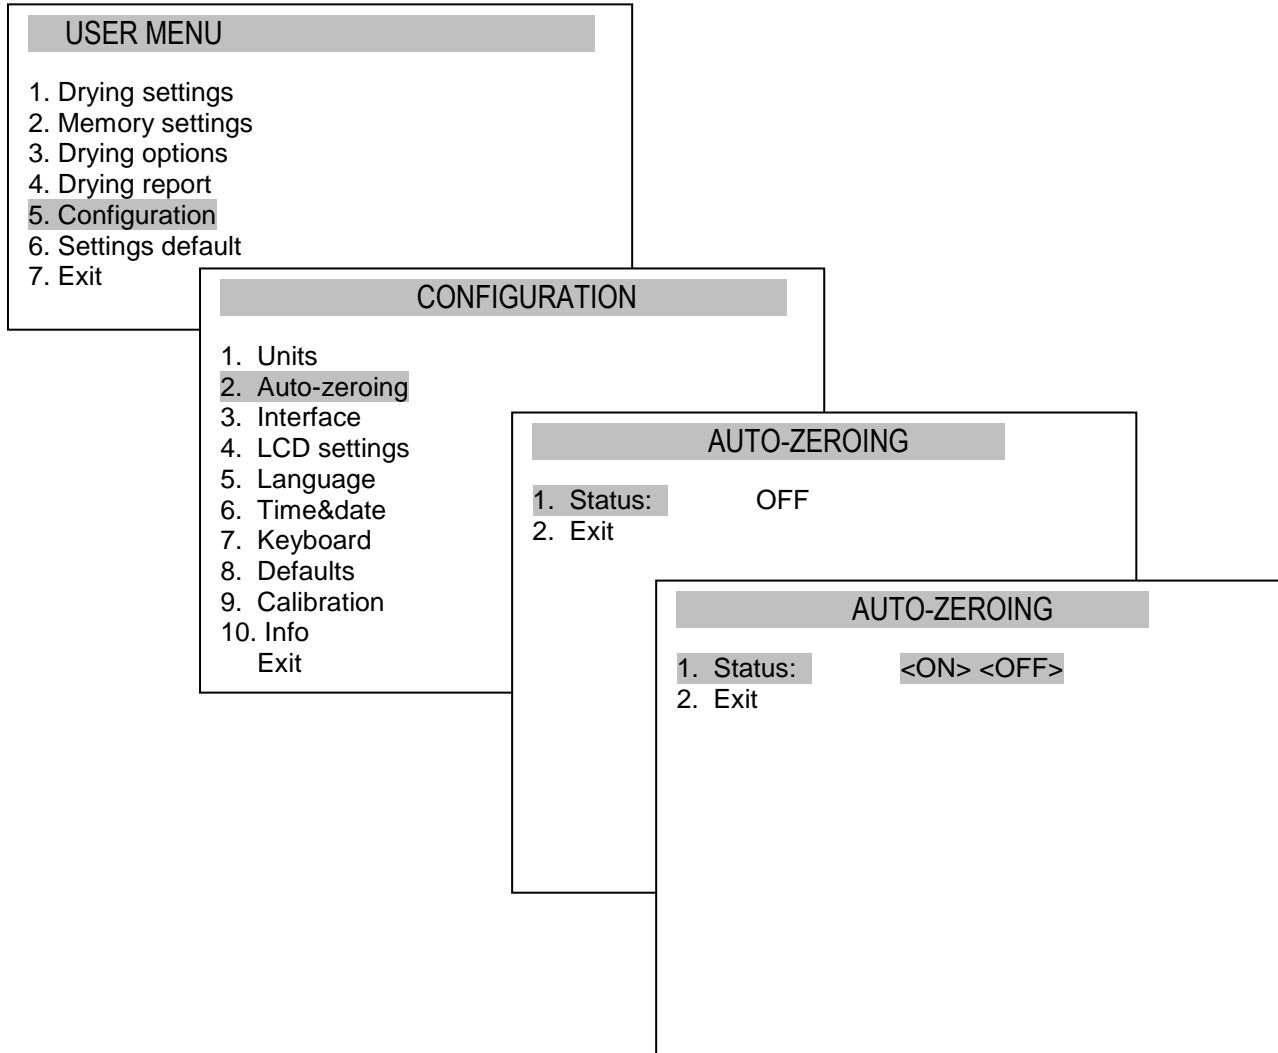 USER MENU
1. Drying settings
2. Memory settings
3. Drying options
4. Drying report
5. Configuration
6. Settings default
7. Exit
CONFIGURATION
1. Units
2. Auto-zeroing
3. Interface
4. LCD settings
5. Language
6. Time&date
7. Keyboard
8. Defaults
9. Calibration
10. Info
Exit
AUTO-ZEROING
1. Status: OFF
2. Exit
AUTO-ZEROING
1. Status: <ON> <OFF>
2. Exit